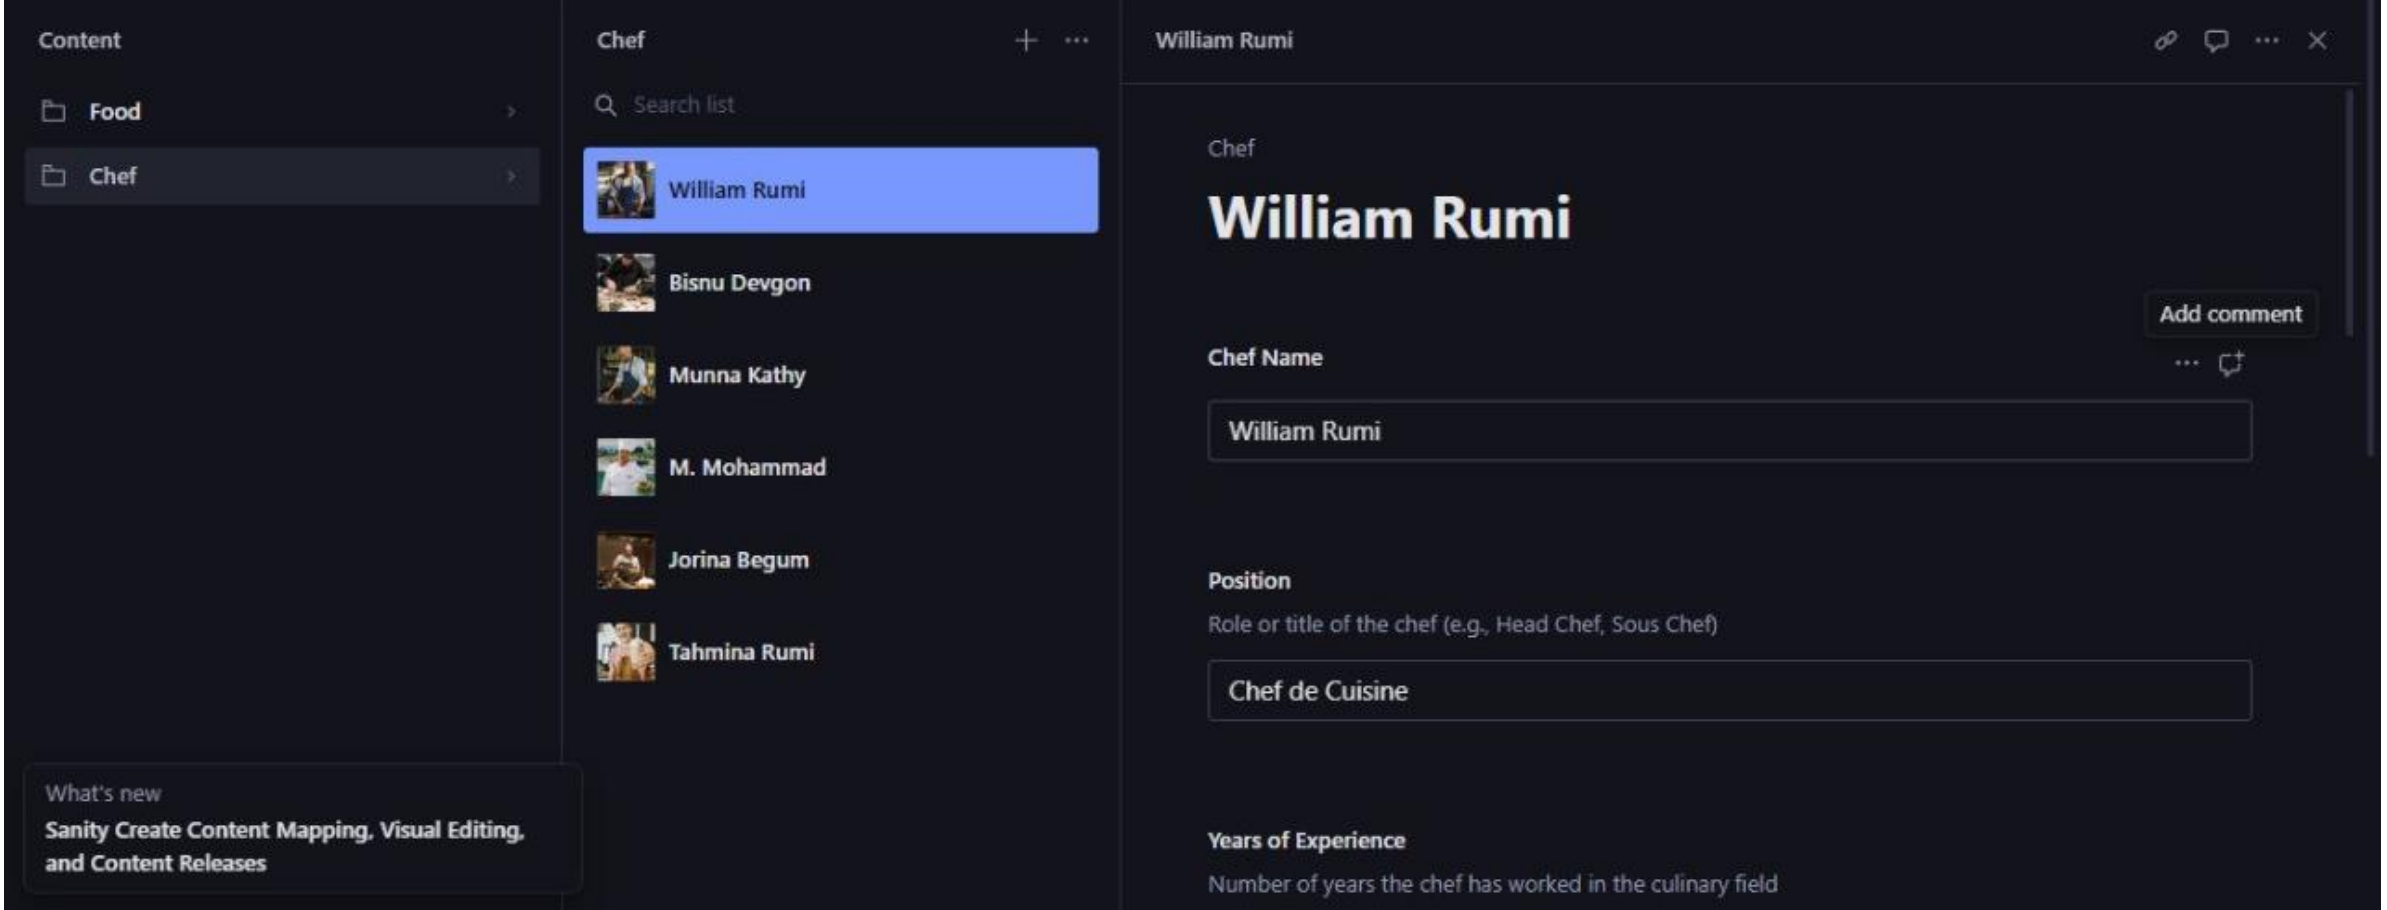 Content
Food
Chef
What's new
Sanity Create Content Mapping, Visual Editing,
and Content Releases
Chef
Search list
William Rumi
Bisnu Devgon
Munna Kathy
M. Mohammad
Jorina Begum
Tahmina Rumi
William Rumi
Chef
William Rumi
Add comment
Chef Name
William Rumi
Position
Role or title of the chef (e.g., Head Chef, Sous Chef)
Chef de Cuisine
Years of Experience
Number of years the chef has worked in the culinary field